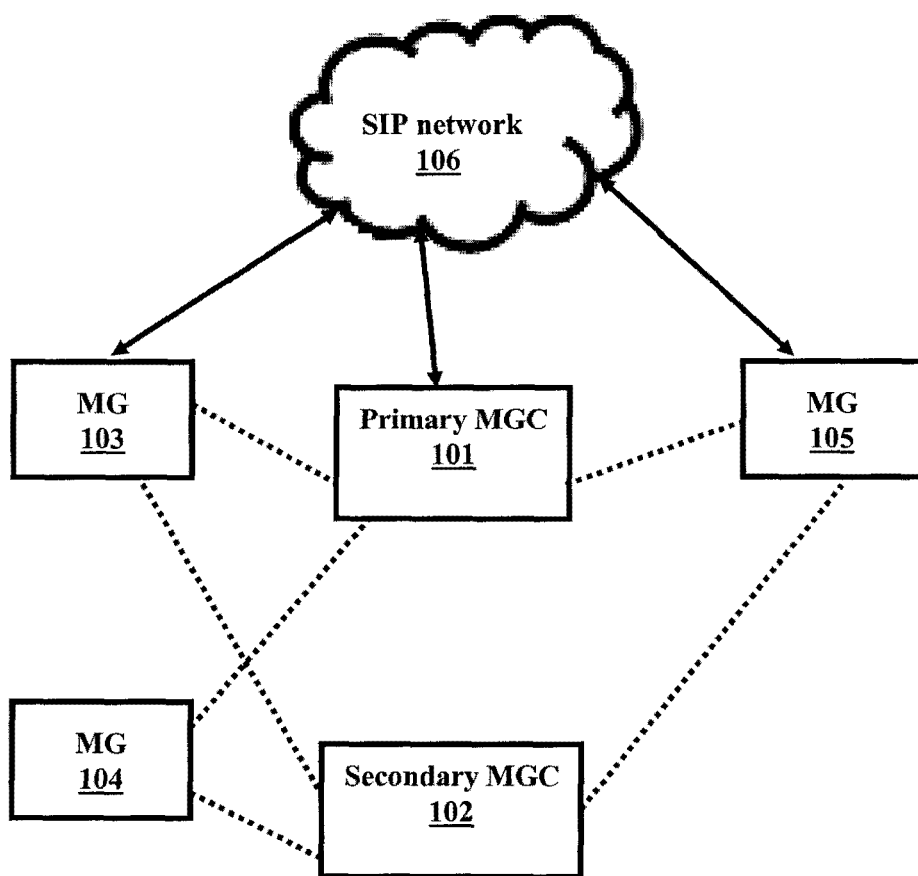 SIP network
106
MG
103
Primary MGC
101
MG
105
MG
104
Secondary MGC
102